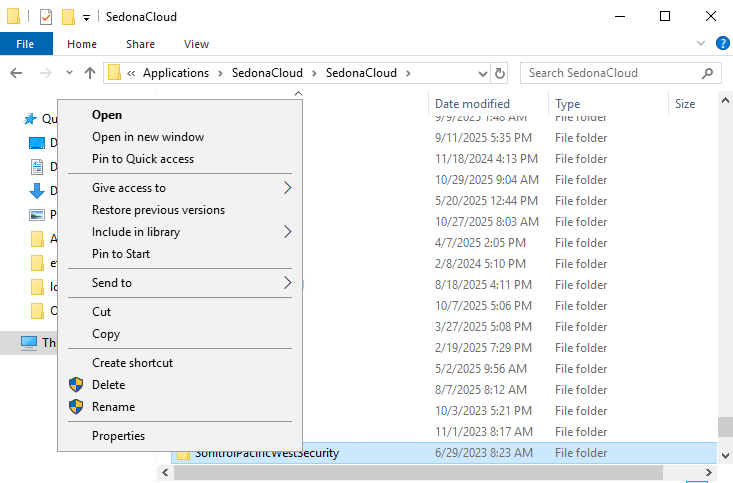 SedonaCloud
File Home Share View
« Applications > SedonaCloud > SedonaCloud >
Search SedonaCloud
Date modified Type Size
Qu
Open
Open in new window
Pin to Quick access
Give access to
Restore previous versions
Include in library
Pin to Start
Send to
Cut
Copy
Create shortcut
Delete
Rename
Properties
D
D
D
P
A
e
lo
O
Thi
9/9/2025 1:48 AM File folder
9/11/2025 5:35 PM File folder
11/18/2024 4:13 PM File folder
10/29/2025 9:04 AM File folder
5/20/2025 12:44 PM File folder
10/27/2025 8:03 AM File folder
4/7/2025 2:05 PM File folder
2/8/2024 5:10 PM File folder
8/18/2025 4:11 PM File folder
10/7/2025 5:06 PM File folder
3/27/2025 5:08 PM File folder
2/19/2025 7:29 PM File folder
5/2/2025 9:56 AM File folder
8/7/2025 8:12 AM File folder
10/3/2023 5:21 PM File folder
11/1/2023 8:17 AM File folder
SonitrolPacificWestSecurity 6/29/2023 8:23 AM File folder